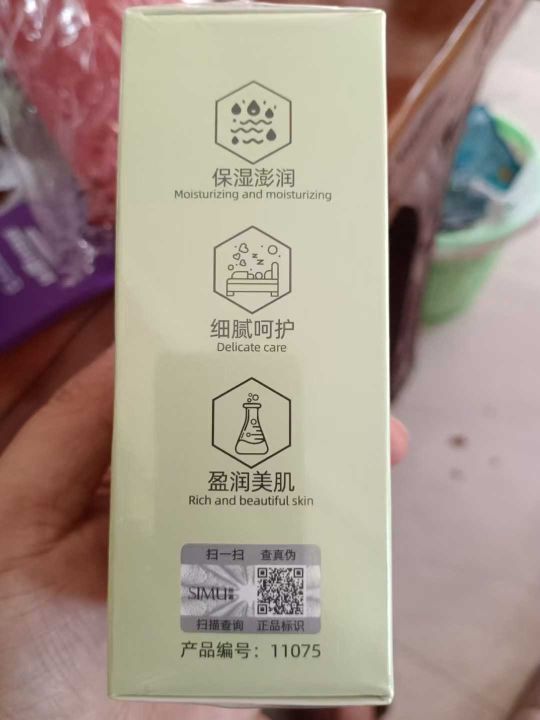 保湿澎润
Moisturizing and moisturizing
细腻呵护
Delicate care
盈润美肌
Rich and beautiful skin
扫一扫 查真伪
SIMU
扫描查询 正品标识
产品编号：11075